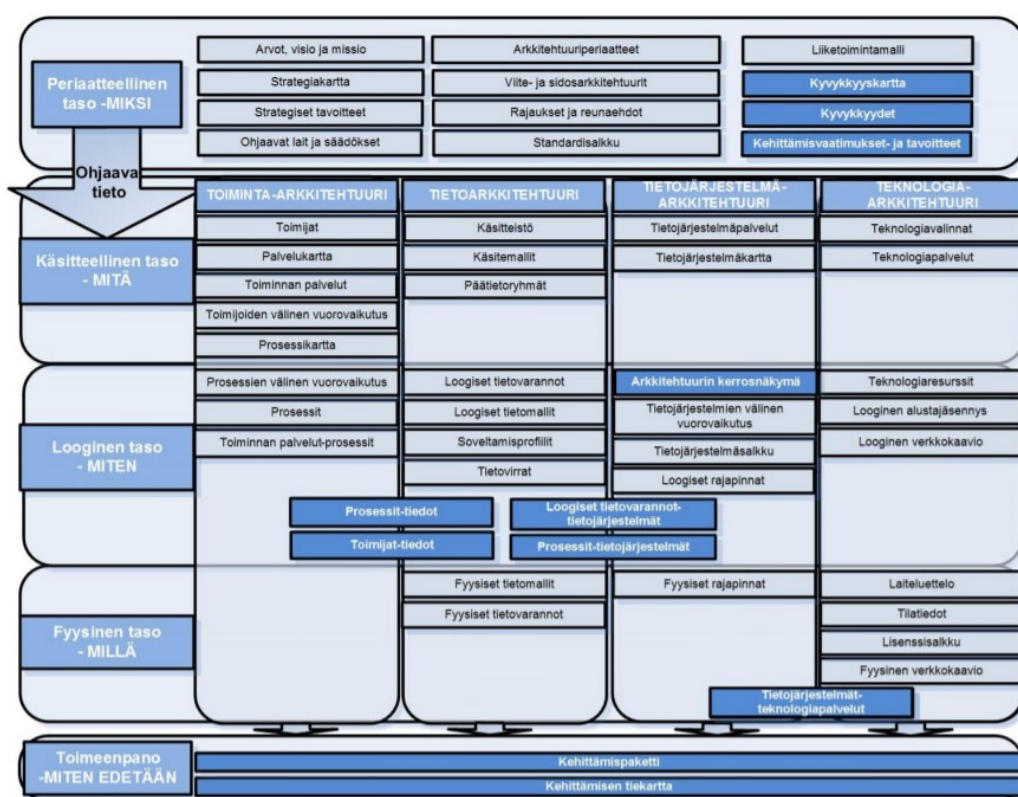 Periaatteellinen
taso -MIKSI
Arvot, visio ja missio
Strategiakartta
Strategiset tavoitteet
Ohjaavat lait ja säädökset
Arkkitehtuuriperiaatteet
Viite- ja sidosarkkitehtuurit
Rajaukset ja reunaehdot
Standardisalkku
Liiketoimintamalli
Kyvykkyyskartta
Kyvykkyydet
Kehittämisvaatimukset- ja tavoitteet
Ohjaava
tieto
TOIMINTA-ARKKITEHTUURI
TIETOARKKITEHTUURI
TIETOJÄRJESTELMÄ-
ARKKITEHTUURI
TEKNOLOGIA-
ARKKITEHTUURI
Käsitteellinen taso
- MITÄ
Toimijat
Palvelukartta
Toiminnan palvelut
Toimijoiden välinen vuorovaikutus
Prosessikartta
Käsitteistö
Käsitemallit
Päätietoryhmät
Tietojärjestelmäpalvelut
Tietojärjestelmäkartta
Teknologiavalinnat
Teknologiapalvelut
Looginen taso
- MITEN
Prosessien välinen vuorovaikutus
Prosessit
Toiminnan palvelut-prosessit
Loogiset tietovarannot
Loogiset tietomallit
Soveltamisprofiilit
Tietovirrat
Arkkitehtuurin kerrosnäkymä
Tietojärjestelmien välinen
vuorovaikutus
Tietojärjestelmäsalkku
Loogiset rajapinnat
Teknologiaresurssit
Looginen alustajäsennys
Looginen verkkokaavio
Prosessit-tiedot
Toimijat-tiedot
Loogiset tietovarannot-
tietojärjestelmät
Prosessit-tietojärjestelmät
Fyysinen taso
- MILLÄ
Fyysiset tietomallit
Fyysiset tietovarannot
Fyysiset rajapinnat
Laiteluettelo
Tilatiedot
Lisenssisalkku
Fyysinen verkkokaavio
Tietojärjestelmät-
teknologiapalvelut
Toimeenpano
-MITEN EDETÄÄN
Kehittämispaketti
Kehittämisen tiekartta